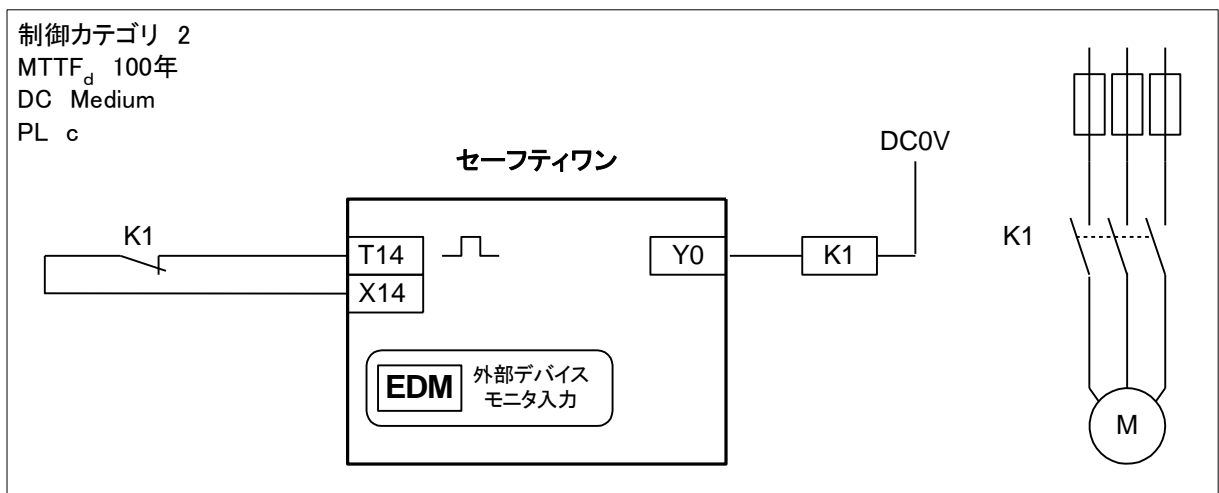 制御カテゴリ 2
MTTFd 100年
DC Medium
PL c
セーフティワン
DC0V
K1
T14
X14
Y0
K1
K1
EDM
外部デバイス
モニタ入力
M